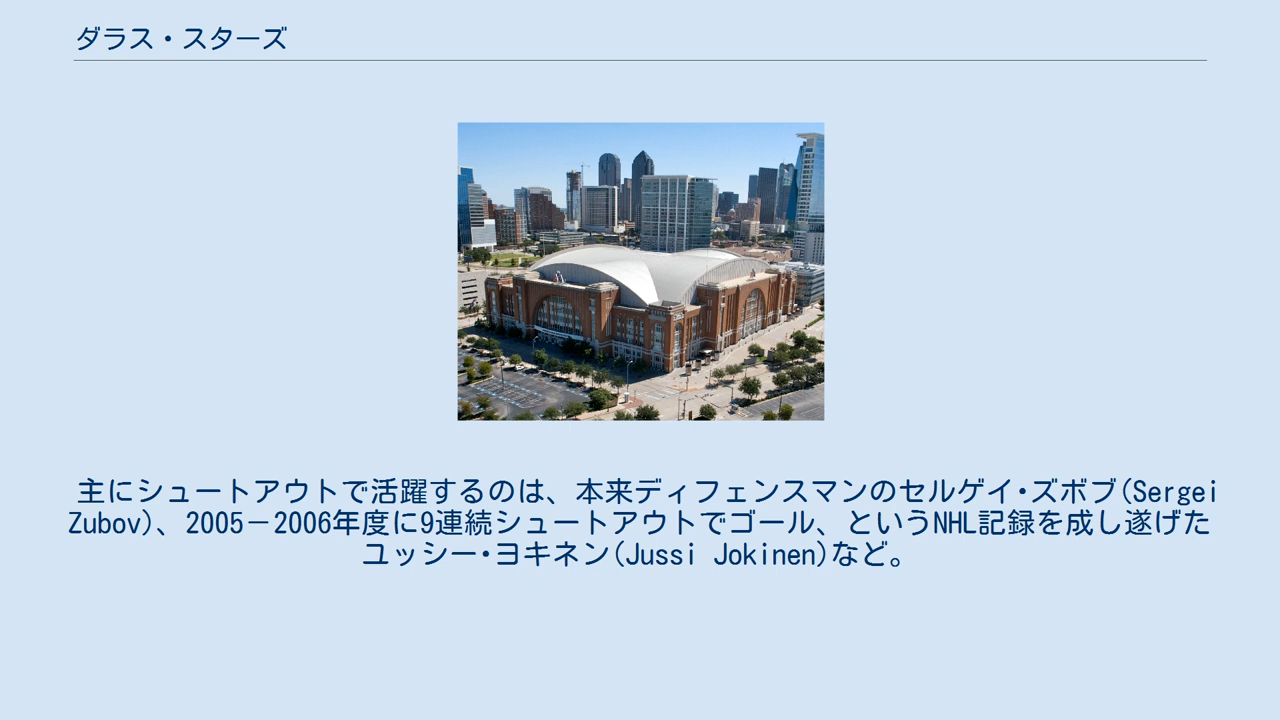 ダラス・スターズ
主にシュートアウトで活躍するのは、本来ディフェンスマンのセルゲイ・ズボブ(Sergei
Zubov)、2005－2006年度に9連続シュートアウトでゴール、というNHL記録を成し遂げた
ユッシー・ヨキネン(Jussi Jokinen)など。